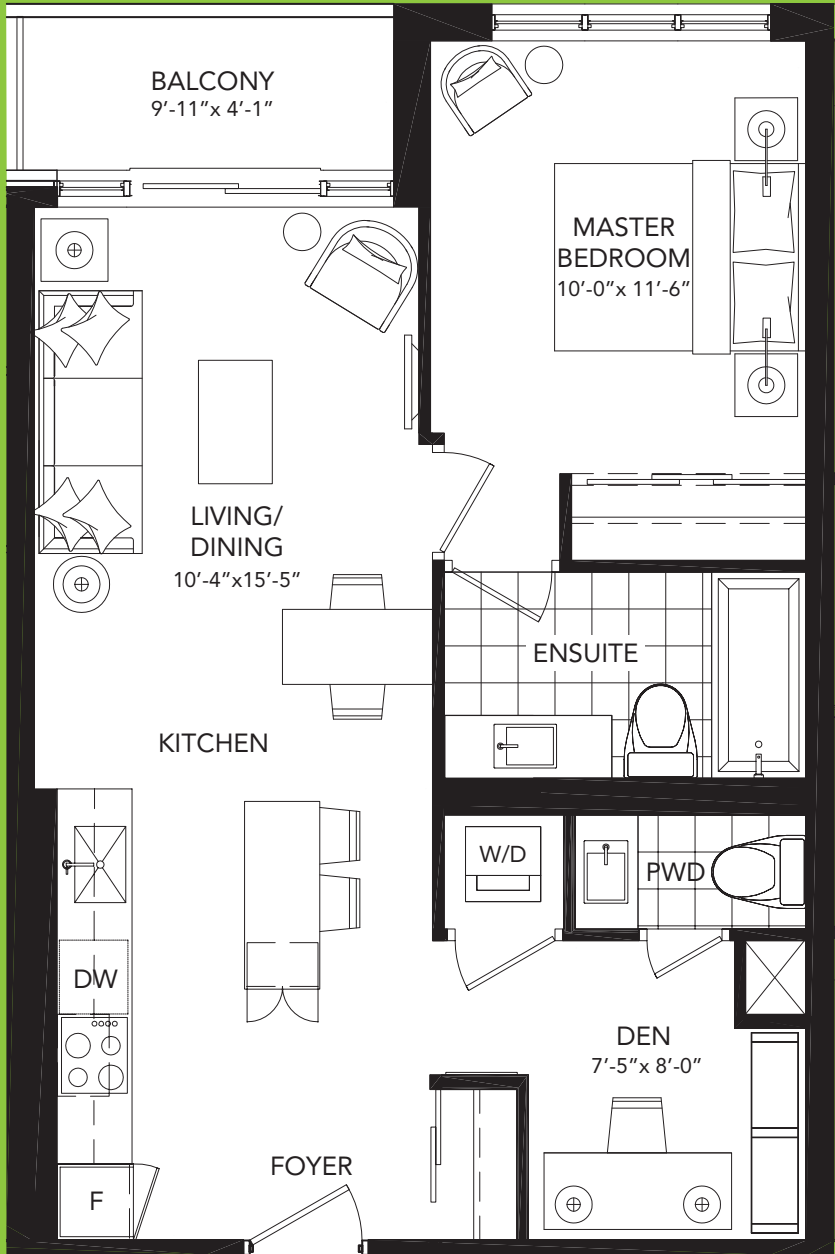 BALCONY
9’-11”x 4’-1”
MASTER
BEDROOM
10’-0”x 11’-6”
LIVING/
DINING
10’-4”x15’-5”
ENSUITE
KITCHEN
W/D
PWD
DW
DEN
7’-5”x 8’-0”
FOYER
F